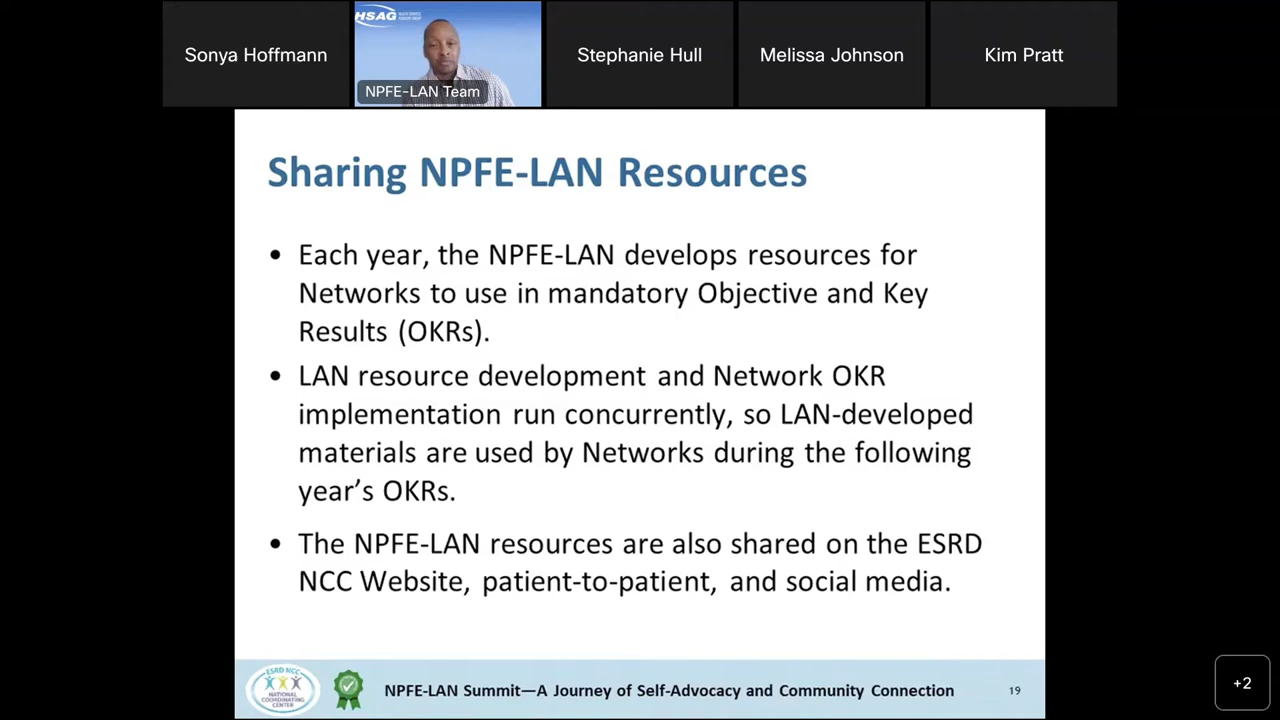 Sonya Hoffmann
HSAG
NPFE-LAN Team
Stephanie Hull
Melissa Johnson
Kim Pratt
Sharing NPFE-LAN Resources
• Each year, the NPFE-LAN develops resources for
Networks to use in mandatory Objective and Key
Results (OKRs).
• LAN resource development and Network OKR
implementation run concurrently, so LAN-developed
materials are used by Networks during the following
year’s OKRs.
• The NPFE-LAN resources are also shared on the ESRD
NCC Website, patient-to-patient, and social media.
ESRD NCC
NATIONAL
COORDINATING
CENTER
NPFE-LAN Summit—A Journey of Self-Advocacy and Community Connection
19
+2